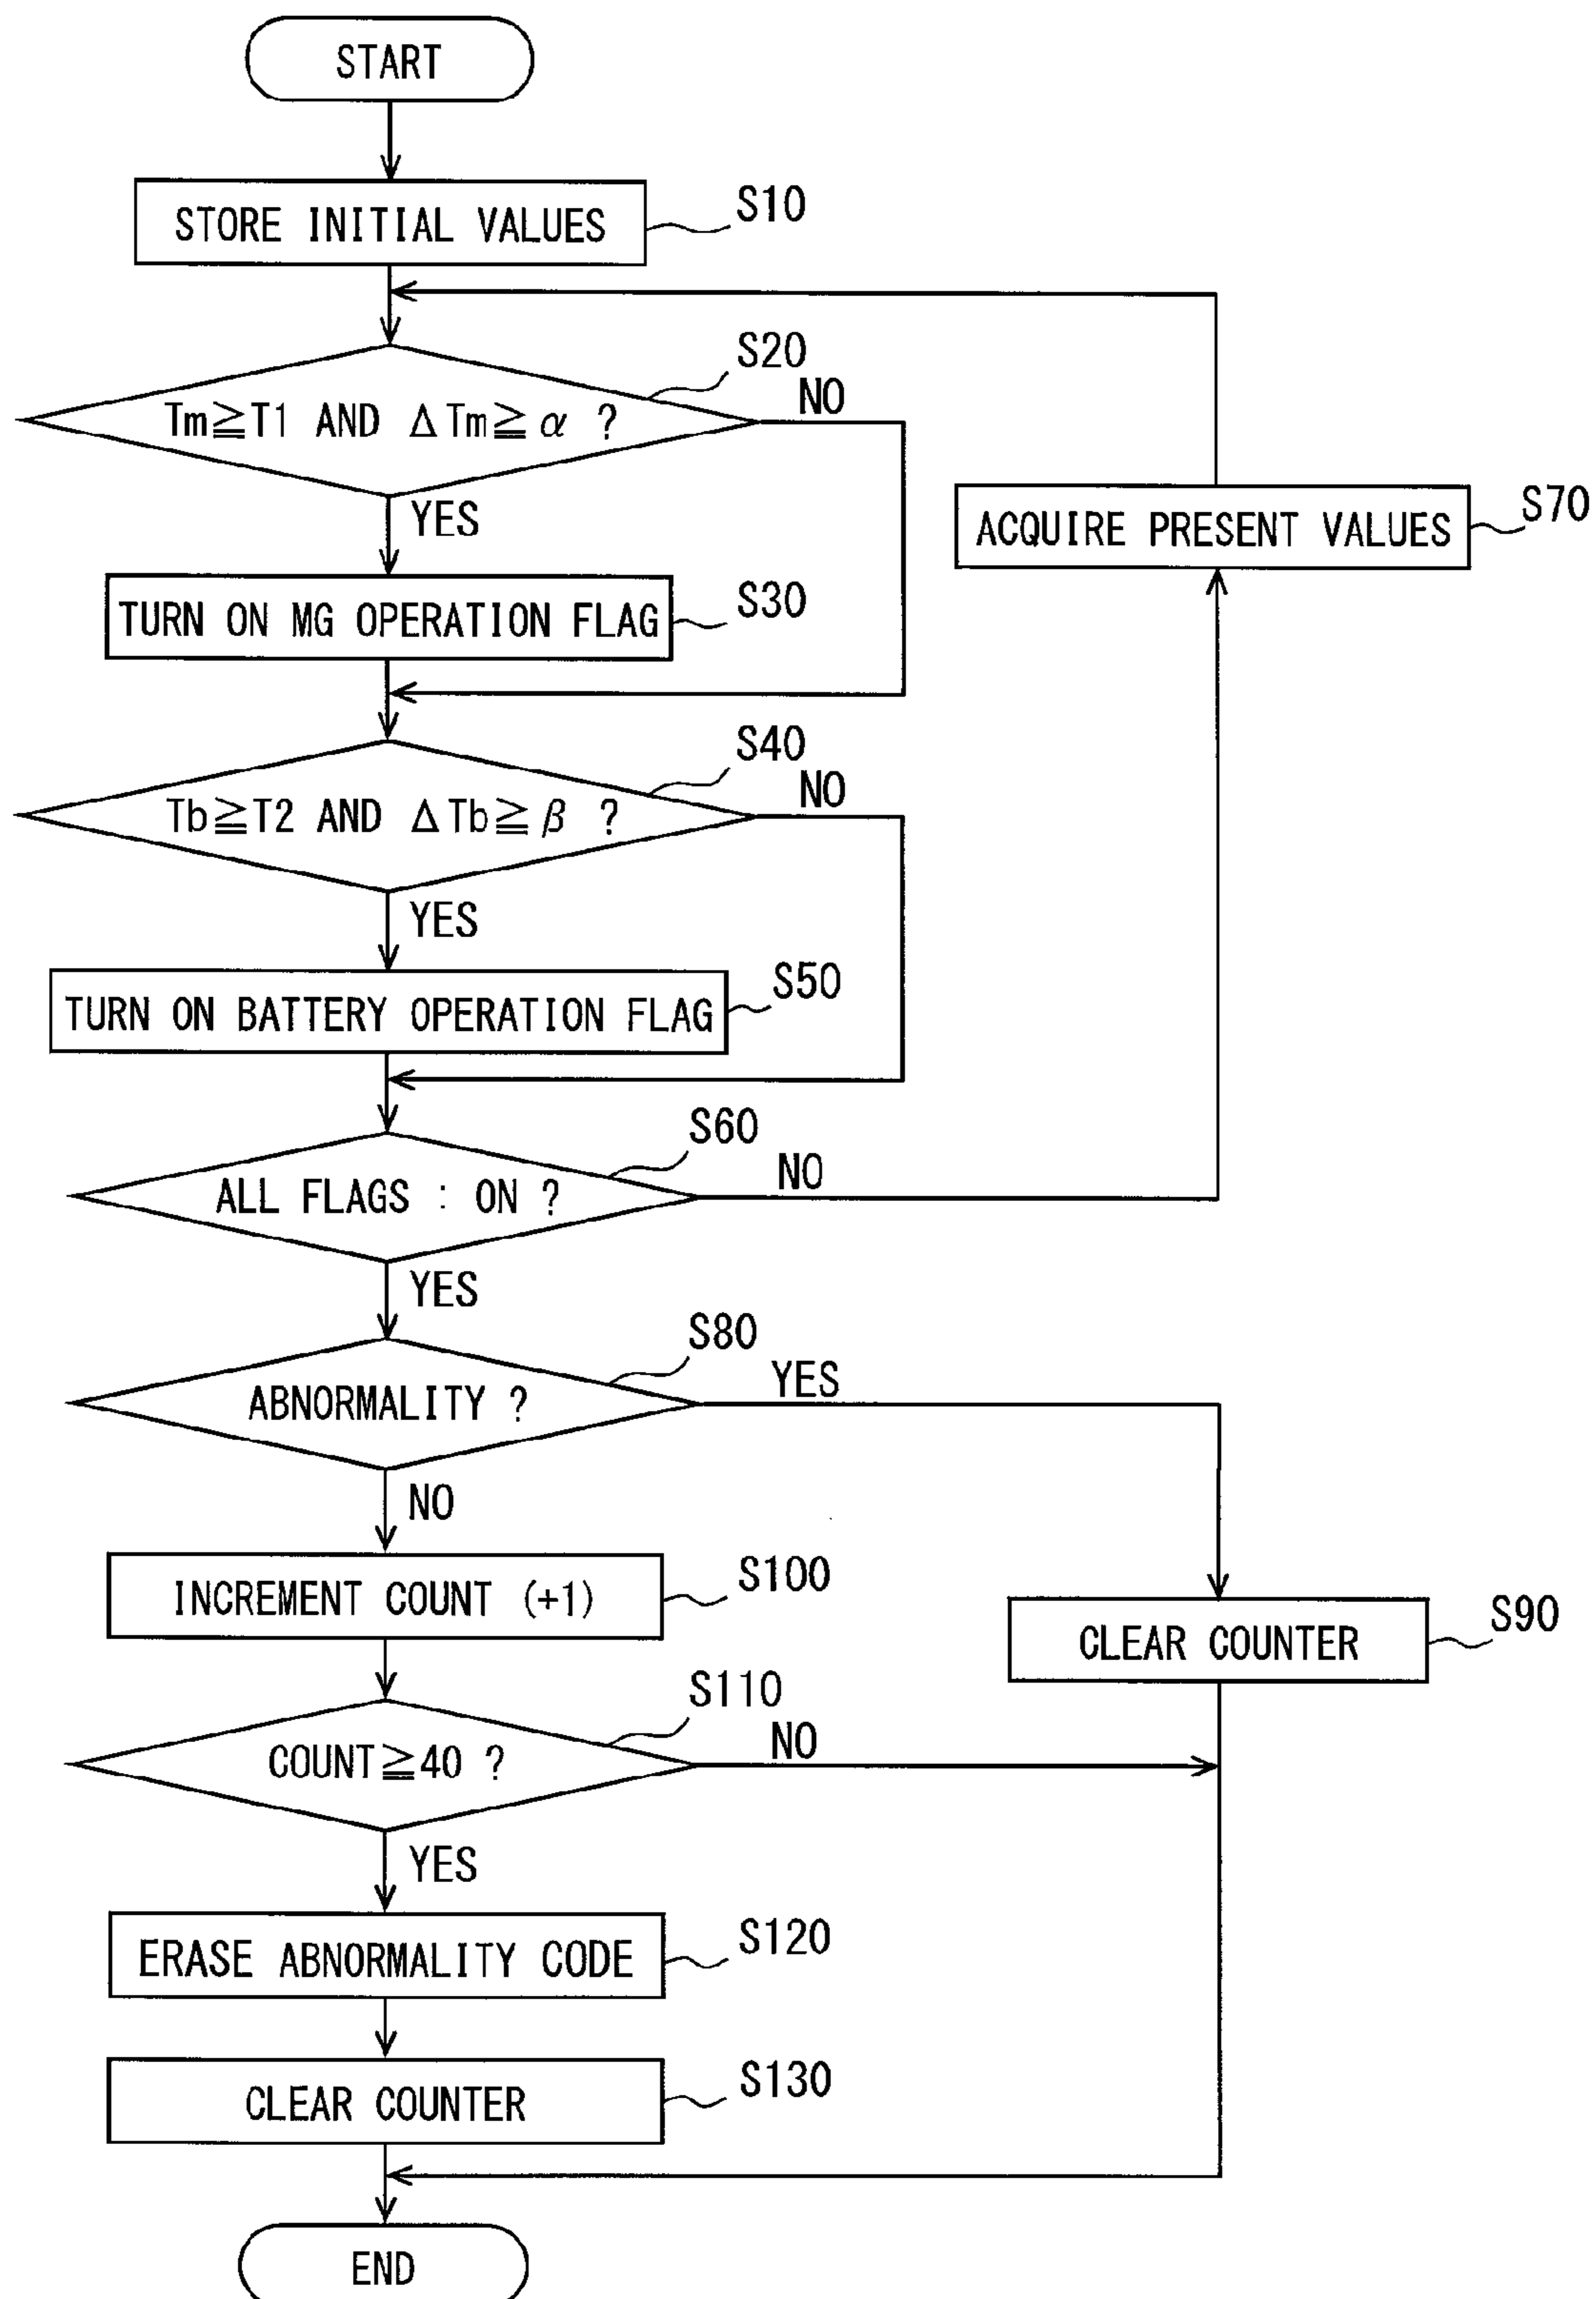 START
STORE INITIAL VALUES
S10
S20
Tm≧T1 AND ΔTm≧α ?
NO
YES
ACQUIRE PRESENT VALUES
S70
TURN ON MG OPERATION FLAG
S30
S40
Tb≧T2 AND ΔTb≧β ?
NO
YES
TURN ON BATTERY OPERATION FLAG
S50
S60
ALL FLAGS : ON ?
NO
YES
S80
ABNORMALITY ?
YES
NO
INCREMENT COUNT (+1)
S100
CLEAR COUNTER
S90
S110
COUNT≧40 ?
NO
YES
ERASE ABNORMALITY CODE
S120
CLEAR COUNTER
S130
END